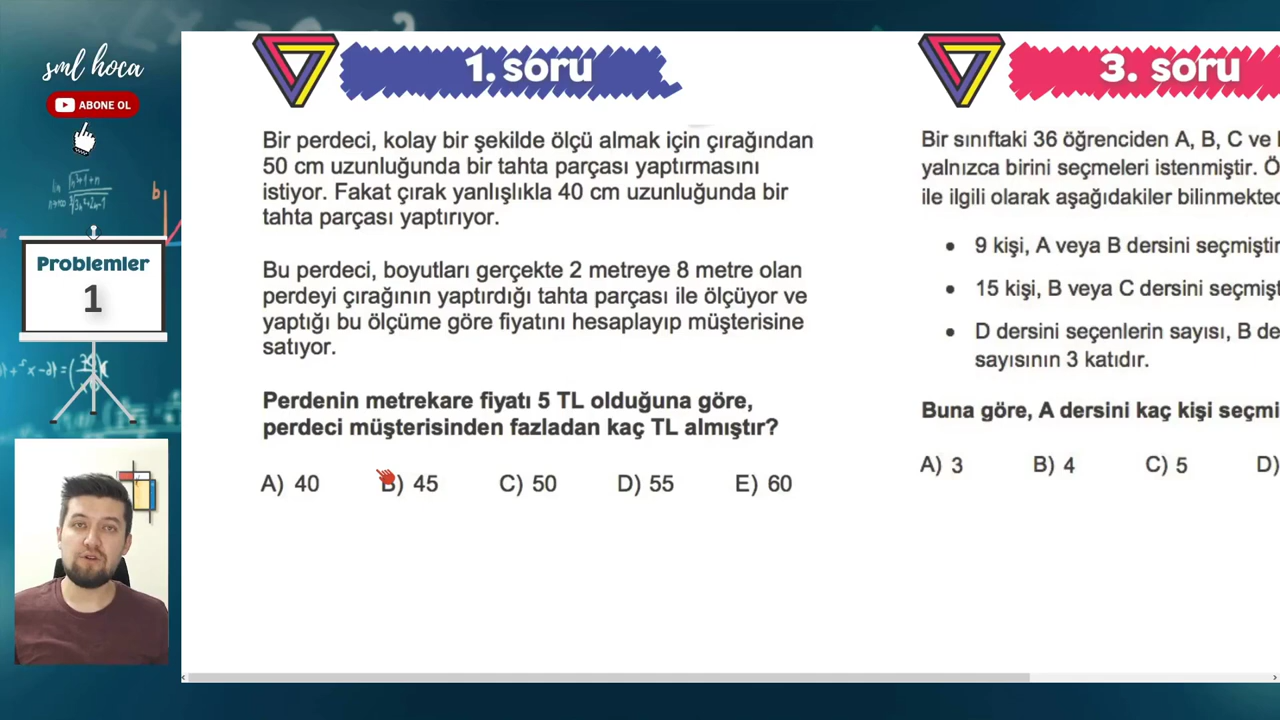 sml hoca
ABONE OL
Problemler
1
1. soru
Bir perdeci, kolay bir şekilde ölçü almak için çırağından
50 cm uzunluğunda bir tahta parçası yaptırmasını
istiyor. Fakat çırak yanlışlıkla 40 cm uzunluğunda bir
tahta parçası yaptırıyor.
Bu perdeci, boyutları gerçekte 2 metreye 8 metre olan
perdeyi çırağının yaptırdığı tahta parçası ile ölçüyor ve
yaptığı bu ölçüme göre fiyatını hesaplayıp müşterisine
satıyor.
Perdenin metrekare fiyatı 5 TL olduğuna göre,
perdeci müşterisinden fazladan kaç TL almıştır?
A) 40 B) 45 C) 50 D) 55 E) 60
3. soru
Bir sınıftaki 36 öğrenciden A, B, C ve
yalnızca birini seçmeleri istenmiştir. Ö
ile ilgili olarak aşağıdakiler bilinmekted
• 9 kişi, A veya B dersini seçmiştir
• 15 kişi, B veya C dersini seçmişt
• D dersini seçenlerin sayısı, B de
sayısının 3 katıdır.
Buna göre, A dersini kaç kişi seçmi
A) 3 B) 4 C) 5 D)